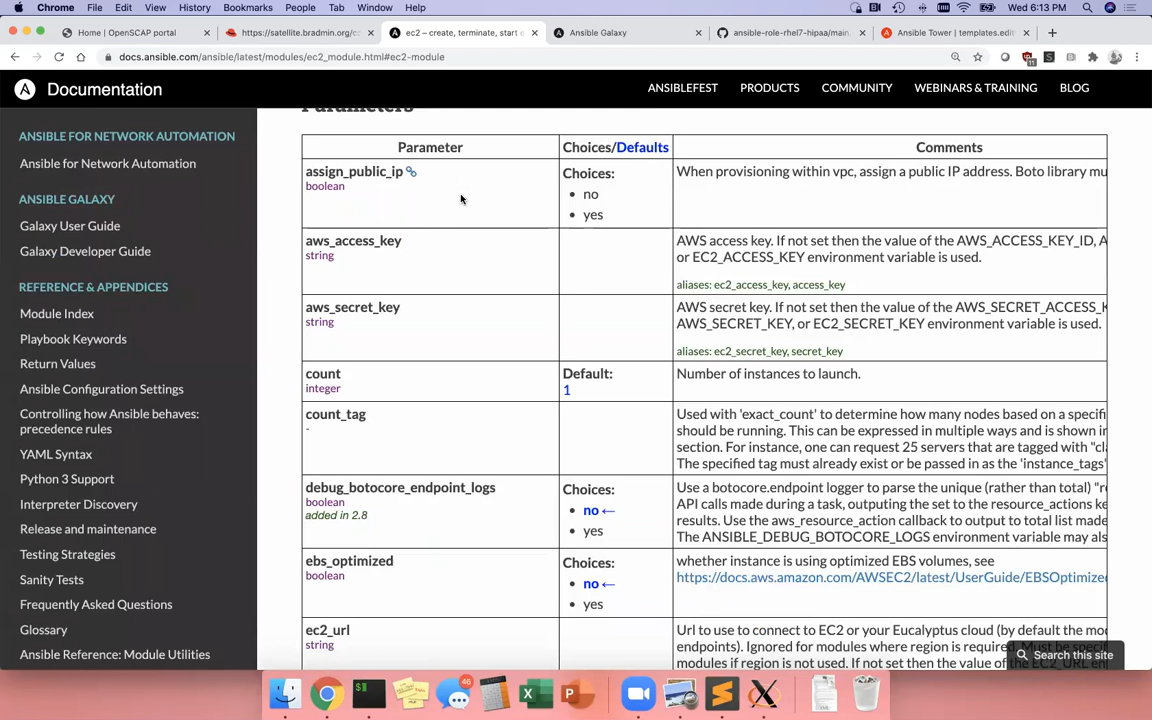 Chrome File Edit View History Bookmarks People Tab Window Help Wed 6:13 PM
Home | OpenSCAP portal × https://satellite.bradmin.org/c × ec2 – create, terminate, start o × Ansible Galaxy × ansible-role-rhel7-hipaa/main. × Ansible Tower | templates.edit ×
docs.ansible.com/ansible/latest/modules/ec2_module.html#ec2-module
Documentation
ANSIBLEFEST PRODUCTS COMMUNITY WEBINARS & TRAINING BLOG
ANSIBLE FOR NETWORK AUTOMATION
Ansible for Network Automation
ANSIBLE GALAXY
Galaxy User Guide
Galaxy Developer Guide
REFERENCE & APPENDICES
Module Index
Playbook Keywords
Return Values
Ansible Configuration Settings
Controlling how Ansible behaves:
precedence rules
YAML Syntax
Python 3 Support
Interpreter Discovery
Release and maintenance
Testing Strategies
Sanity Tests
Frequently Asked Questions
Glossary
Ansible Reference: Module Utilities
Parameters
Parameter Choices/Defaults Comments
assign_public_ip
boolean
Choices:
no
yes
When provisioning within vpc, assign a public IP address. Boto library mu
aws_access_key
string
AWS access key. If not set then the value of the AWS_ACCESS_KEY_ID, A
or EC2_ACCESS_KEY environment variable is used.
aliases: ec2_access_key, access_key
aws_secret_key
string
AWS secret key. If not set then the value of the AWS_SECRET_ACCESS_K
AWS_SECRET_KEY, or EC2_SECRET_KEY environment variable is used.
aliases: ec2_secret_key, secret_key
count
integer
Default:
1
Number of instances to launch.
count_tag
-
Used with 'exact_count' to determine how many nodes based on a specifi
should be running. This can be expressed in multiple ways and is shown in
section. For instance, one can request 25 servers that are tagged with "cl
The specified tag must already exist or be passed in as the 'instance_tags'
debug_botocore_endpoint_logs
boolean
added in 2.8
Choices:
no ←
yes
Use a botocore.endpoint logger to parse the unique (rather than total) "r
API calls made during a task, outputing the set to the resource_actions ke
results. Use the aws_resource_action callback to output to total list made
The ANSIBLE_DEBUG_BOTOCORE_LOGS environment variable may als
ebs_optimized
boolean
Choices:
no ←
yes
whether instance is using optimized EBS volumes, see
https://docs.aws.amazon.com/AWSEC2/latest/UserGuide/EBSOptimize
ec2_url
string
Url to use to connect to EC2 or your Eucalyptus cloud (by default the mo
endpoints). Ignored for modules where region is required.
modules if region is not used. If not set then the value of
Search this site
46